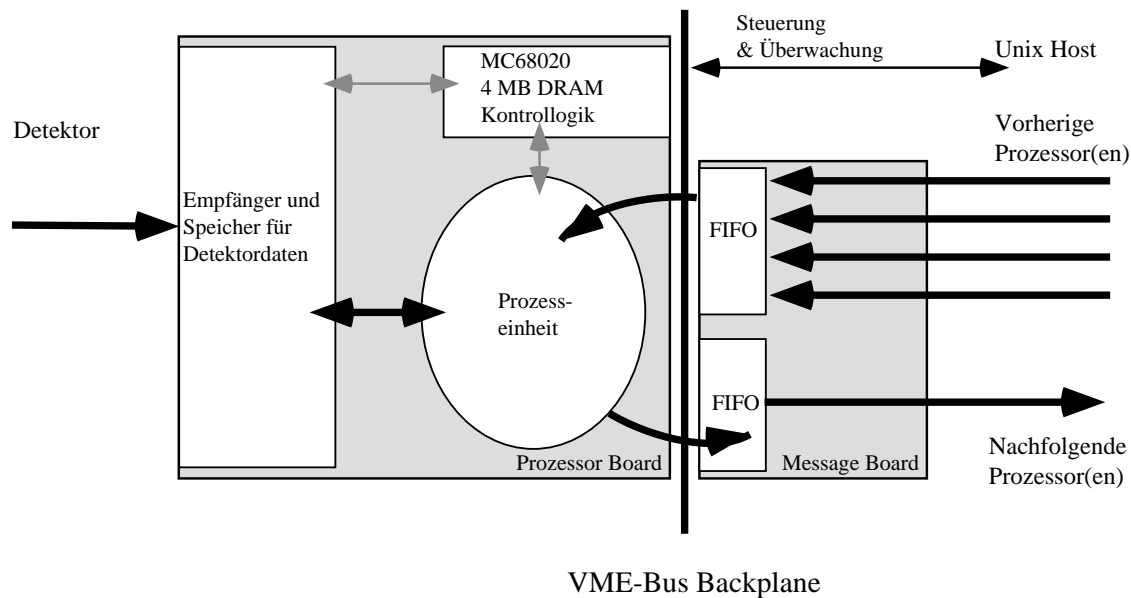 Steuerung
& Überwachung
Unix Host
MC68020
4 MB DRAM
Kontrollogik
Detektor
Vorherige
Prozessor(en)
Empfänger und
Speicher für
Detektordaten
FIFO
Prozess-
einheit
FIFO
Prozessor Board
Message Board
Nachfolgende
Prozessor(en)
VME-Bus Backplane